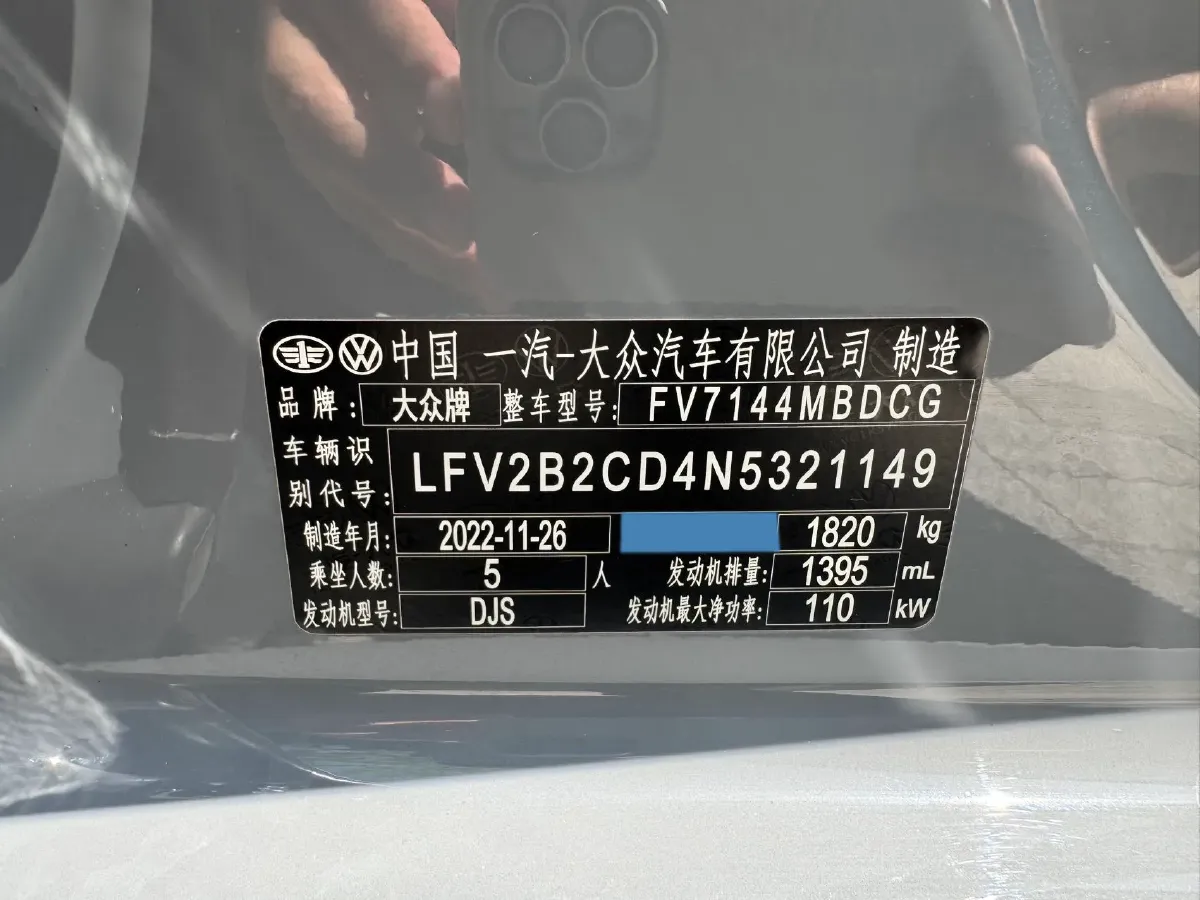 中国 一汽-大众汽车有限公司 制造
品牌: 大众牌 整车型号: FV7144MBDCG
车辆识别代号: LFV2B2CD4N5321149
制造年月: 2022-11-26 1820 kg
乘坐人数: 5 人 发动机排量: 1395 mL
发动机型号: DJS 发动机最大净功率: 110 kW